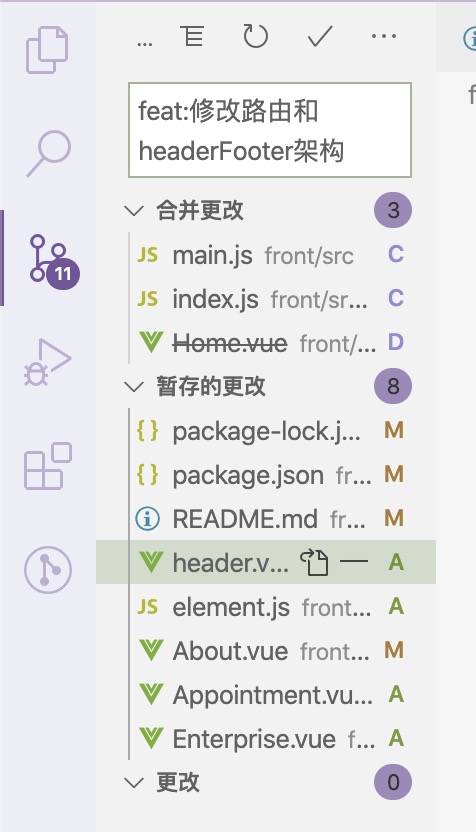 feat:修改路由和
headerFooter架构
合并更改 3
JS main.js front/src C
JS index.js front/sr... C
Home.vue front/... D
11
暂存的更改 8
{ } package-lock.j... M
{ } package.json fr... M
README.md fr... M
header.v... A
JS element.js front... A
About.vue front... M
Appointment.vu... A
Enterprise.vue f... A
更改 0